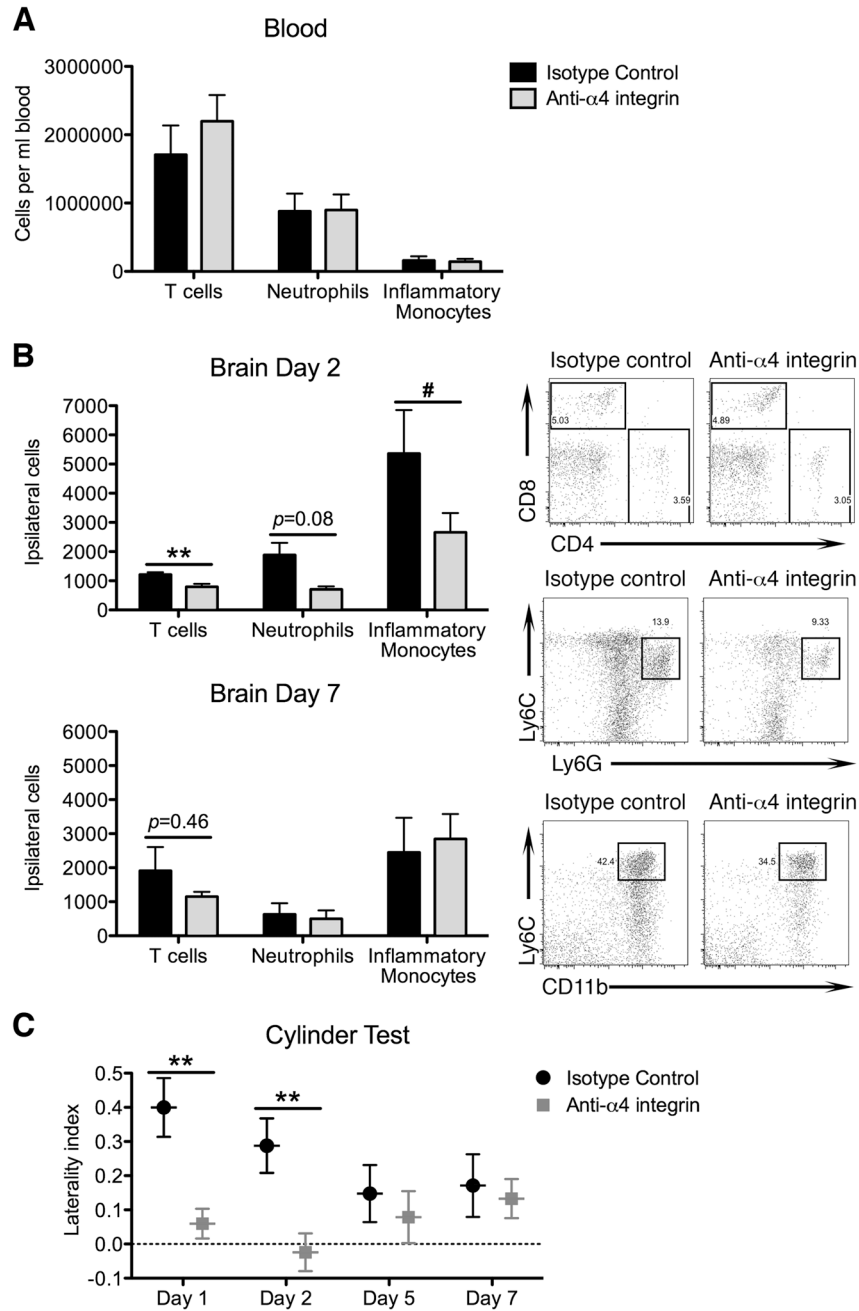 A
Blood
Cells per ml blood
3000000
2000000
1000000
0
T cells
Neutrophils
Inflammatory
Monocytes
Isotype Control
Anti-α4 integrin
B
Brain Day 2
Ipsilateral cells
7000
6000
5000
4000
3000
2000
1000
0
**
p=0.08
#
T cells
Neutrophils
Inflammatory
Monocytes
Isotype control
Anti-α4 integrin
CD8
5.03
3.59
4.89
3.05
CD4
Isotype control
Anti-α4 integrin
Ly6C
13.9
9.33
Ly6G
Brain Day 7
Ipsilateral cells
6000
5000
4000
3000
2000
1000
0
p=0.46
T cells
Neutrophils
Inflammatory
Monocytes
Isotype control
Anti-α4 integrin
Ly6C
42.4
34.5
CD11b
C
Cylinder Test
Laterality index
0.5
0.4
0.3
0.2
0.1
0.0
-0.1
**
**
Day 1
Day 2
Day 5
Day 7
Isotype Control
Anti-α4 integrin